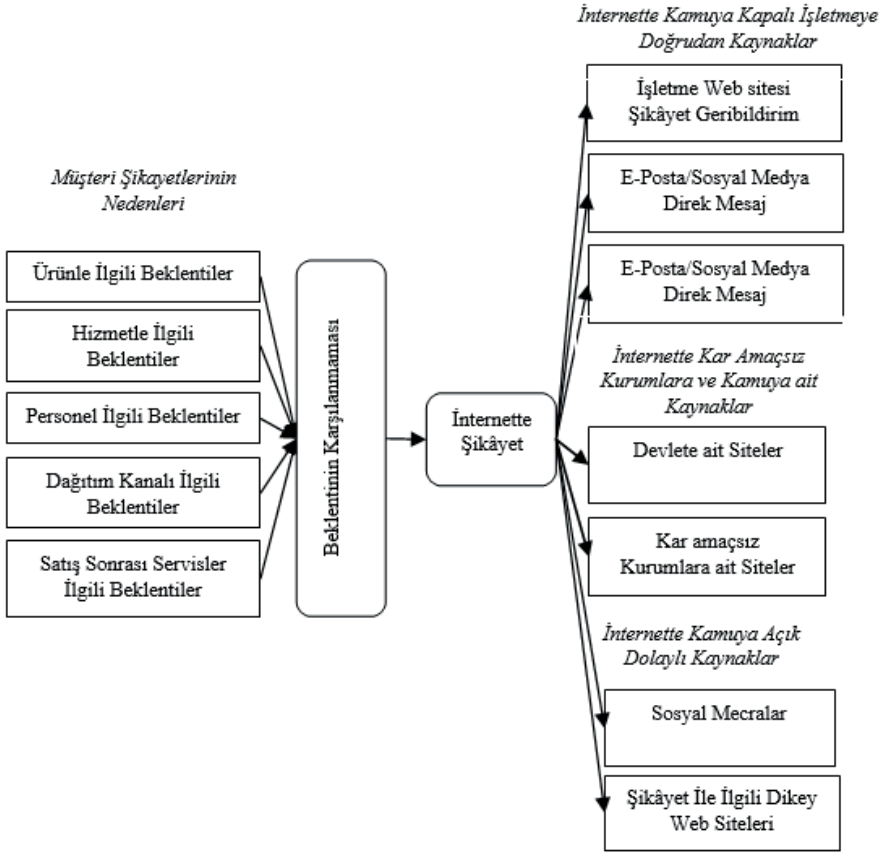 Müşteri Şikayetlerinin
Nedenleri
Ürünle İlgili Beklentiler
Hizmetle İlgili
Beklentiler
Personel İlgili Beklentiler
Dağıtım Kanalı İlgili
Beklentiler
Satış Sonrası Servisler
İlgili Beklentiler
Beklentinin Karşılanmaması
İnternette
Şikâyet
İnternette Kamuya Kapalı İşletmeye
Doğrudan Kaynaklar
İşletme Web sitesi
Şikâyet Geribildirim
E-Posta/Sosyal Medya
Direk Mesaj
E-Posta/Sosyal Medya
Direk Mesaj
İnternette Kar Amaçsız
Kurumlara ve Kamuya ait
Kaynaklar
Devlete ait Siteler
Kar amaçsız
Kurumlara ait Siteler
İnternette Kamuya Açık
Dolaylı Kaynaklar
Sosyal Mecralar
Şikâyet İle İlgili Dikey
Web Siteleri